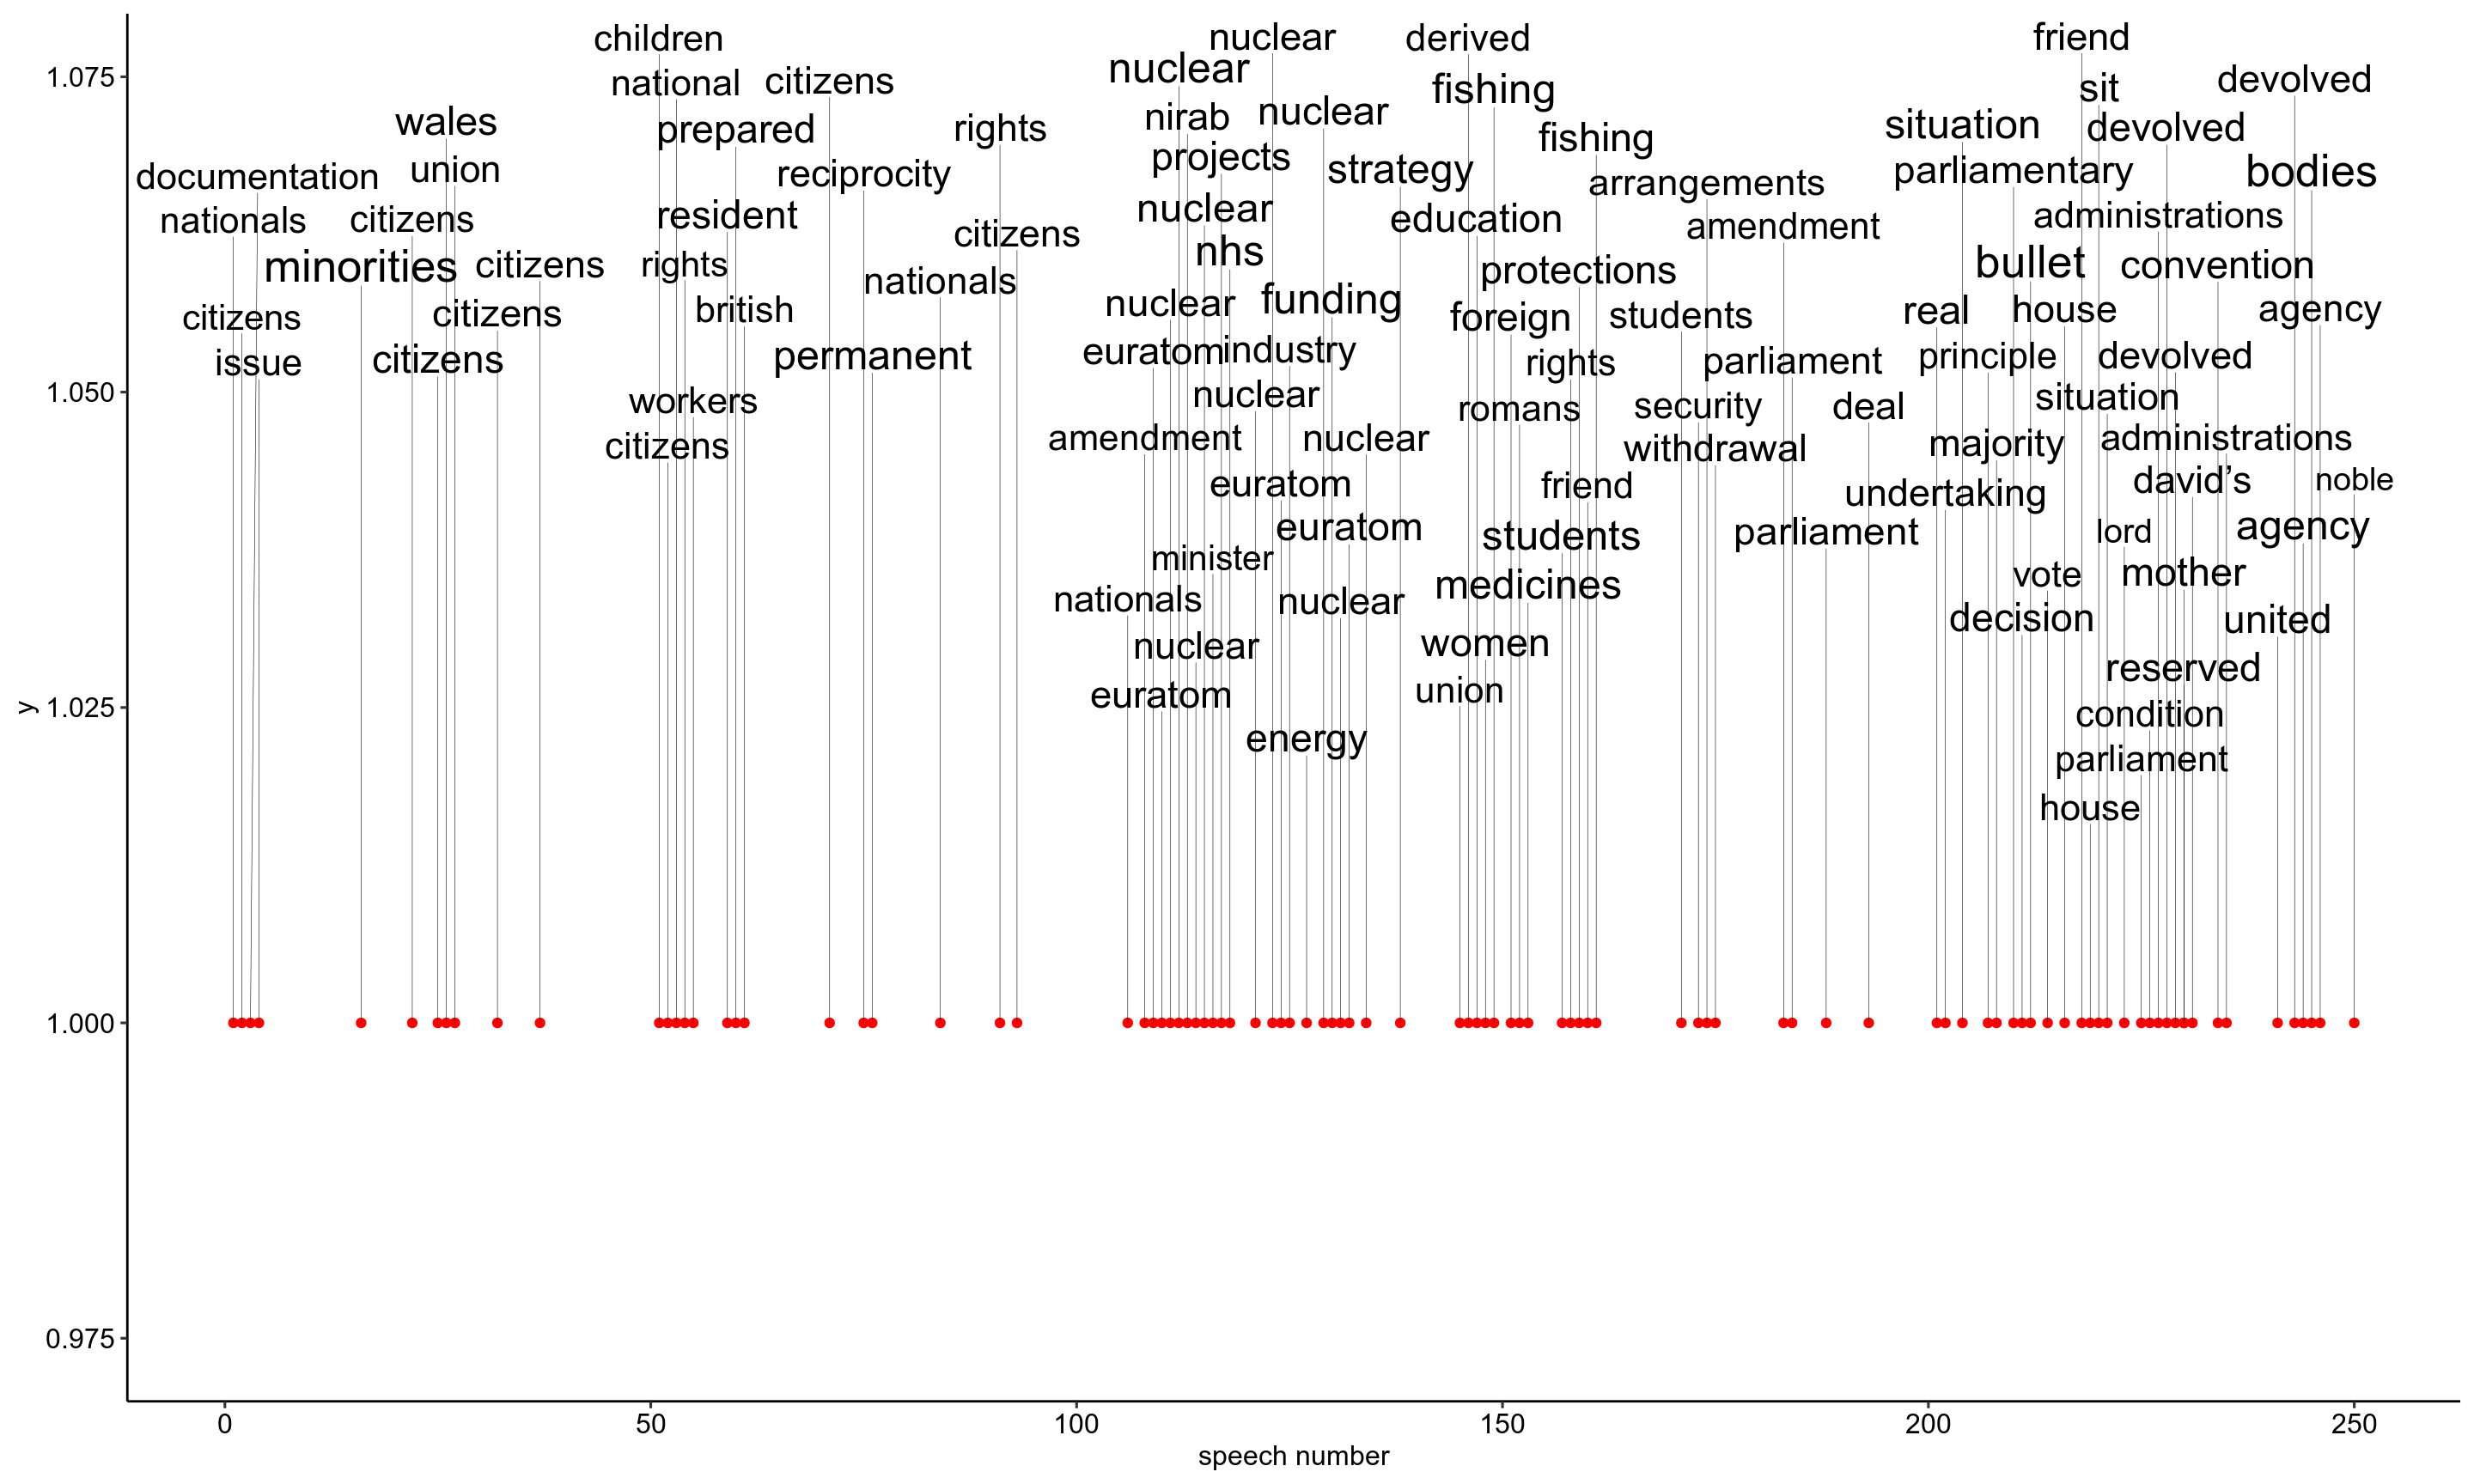 children
nuclear
derived
friend
1.075
national
citizens
nuclear
fishing
sit
devolved
wales
prepared
rights
nirab
nuclear
fishing
situation
devolved
documentation
union
reciprocity
projects
strategy
arrangements
parliamentary
bodies
nationals
citizens
resident
citizens
nuclear
education
amendment
administrations
minorities
citizens
rights
nationals
nhs
protections
bullet
convention
citizens
citizens
british
nuclear
funding
foreign
students
real
house
agency
issue
citizens
permanent
euratom
industry
rights
parliament
principle
devolved
1.050
workers
nuclear
romans
security
deal
situation
citizens
amendment
nuclear
withdrawal
majority
administrations
euratom
friend
undertaking
david’s
noble
euratom
students
parliament
lord
agency
minister
medicines
vote
mother
nationals
nuclear
decision
united
nuclear
women
reserved
euratom
union
condition
1.025
energy
parliament
house
y
1.000
0.975
0
50
100
150
200
250
speech number